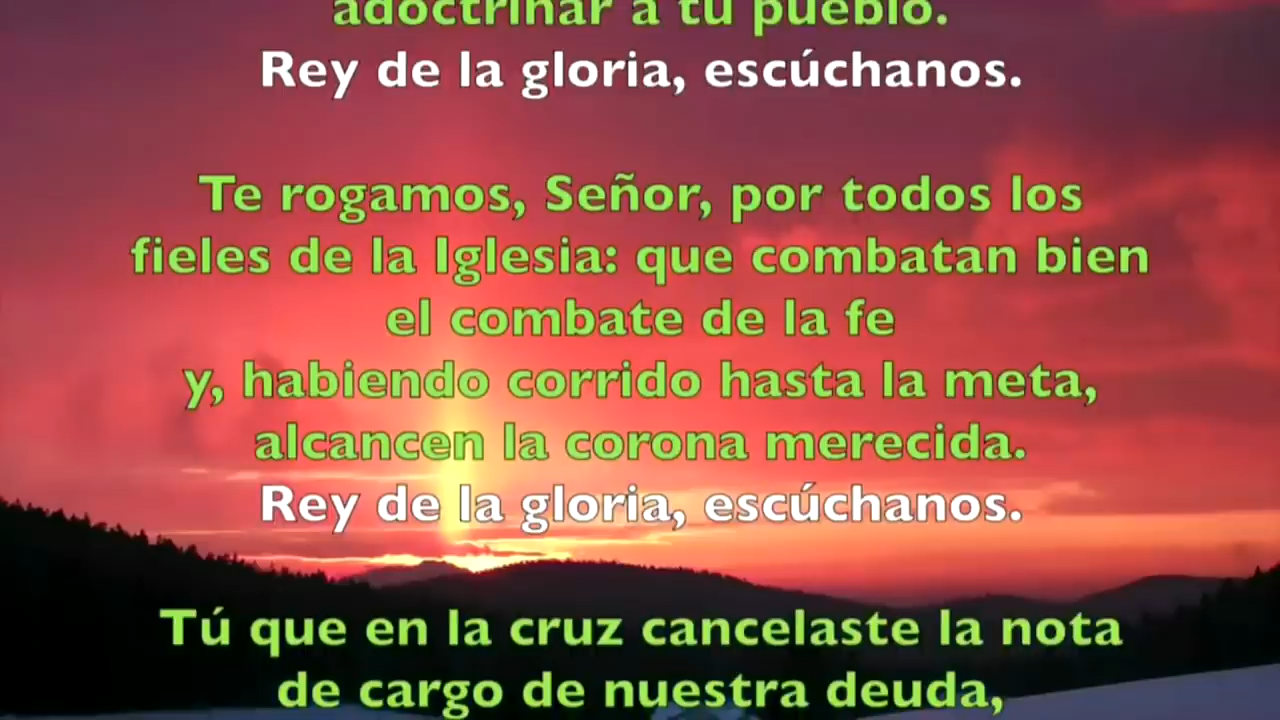 adoctrinar a tu pueblo.
Rey de la gloria, escúchanos.
Te rogamos, Señor, por todos los
fieles de la Iglesia: que combatan bien
el combate de la fe
y, habiendo corrido hasta la meta,
alcancen la corona merecida.
Rey de la gloria, escúchanos.
Tú que en la cruz cancelaste la nota
de cargo de nuestra deuda,